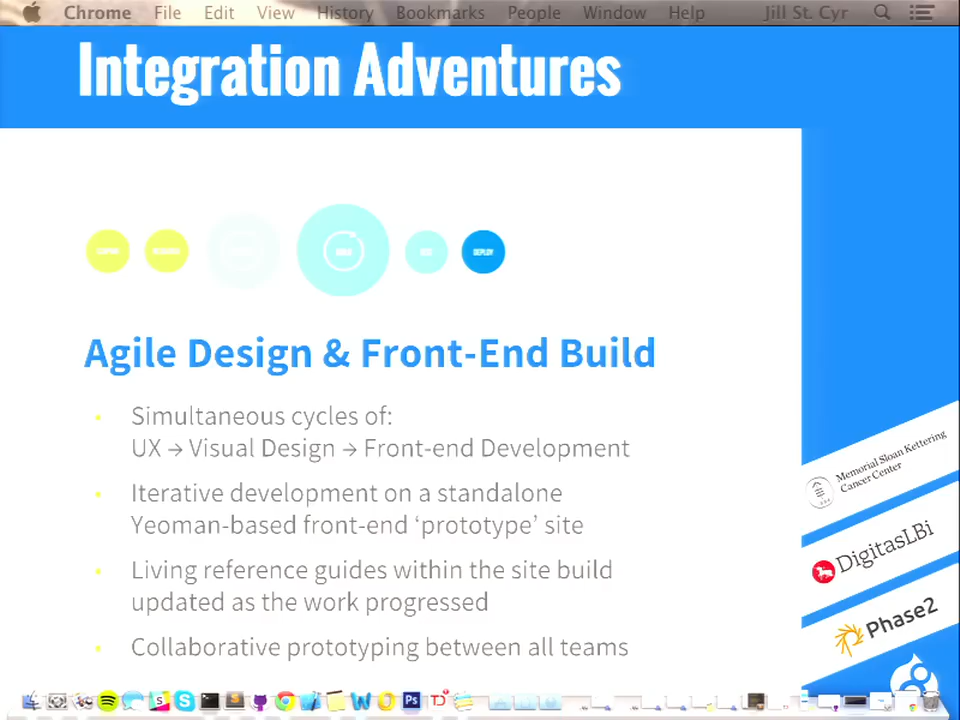 Chrome File Edit View History Bookmarks People Window Help Jill St. Cyr
Integration Adventures
DEPLOY
Agile Design & Front-End Build
• Simultaneous cycles of:
UX → Visual Design → Front-end Development
• Iterative development on a standalone
Yeoman-based front-end ‘prototype’ site
• Living reference guides within the site build
updated as the work progressed
• Collaborative prototyping between all teams
Memorial Sloan Kettering
Cancer Center
DigitasLBi
Phase2